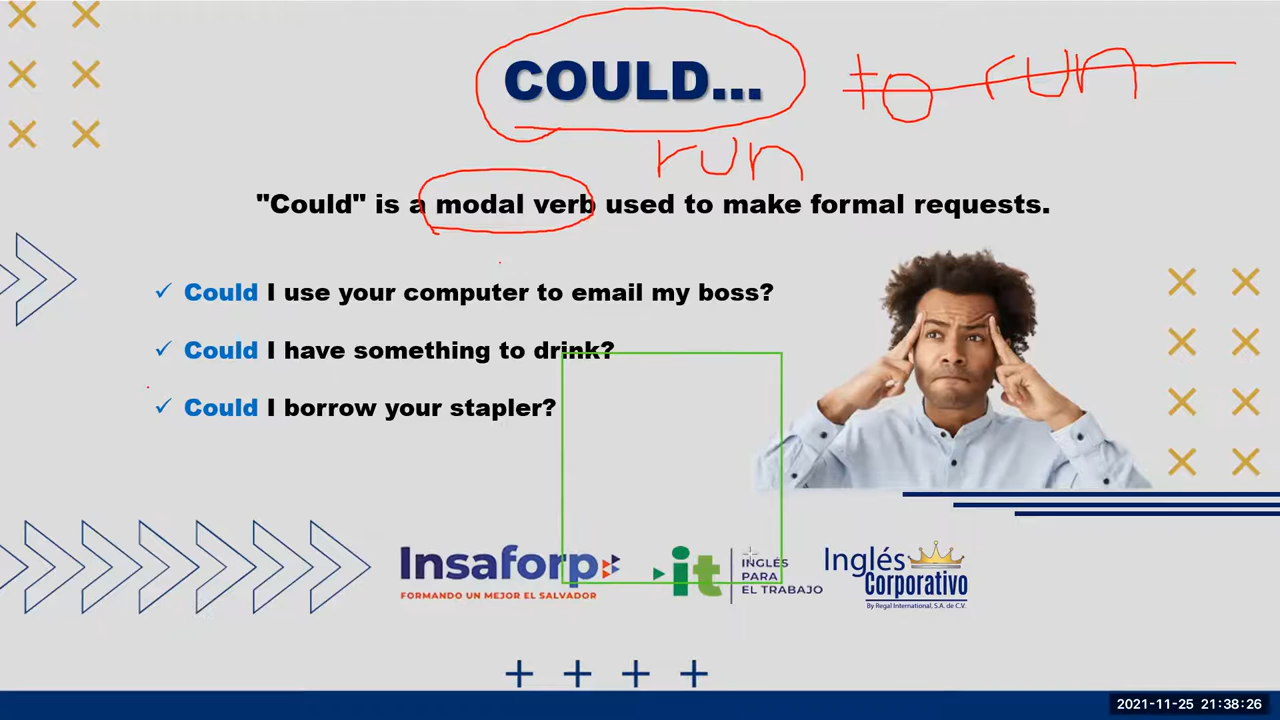 COULD...
to run
run
"Could" is a modal verb used to make formal requests.
Could I use your computer to email my boss?
Could I have something to drink?
Could I borrow your stapler?
Insaforp
FORMANDO UN MEJOR EL SALVADOR
it
INGLÉS
PARA
EL TRABAJO
Inglés
Corporativo
By Regal International, S.A. de C.V.
2021-11-25 21:38:26